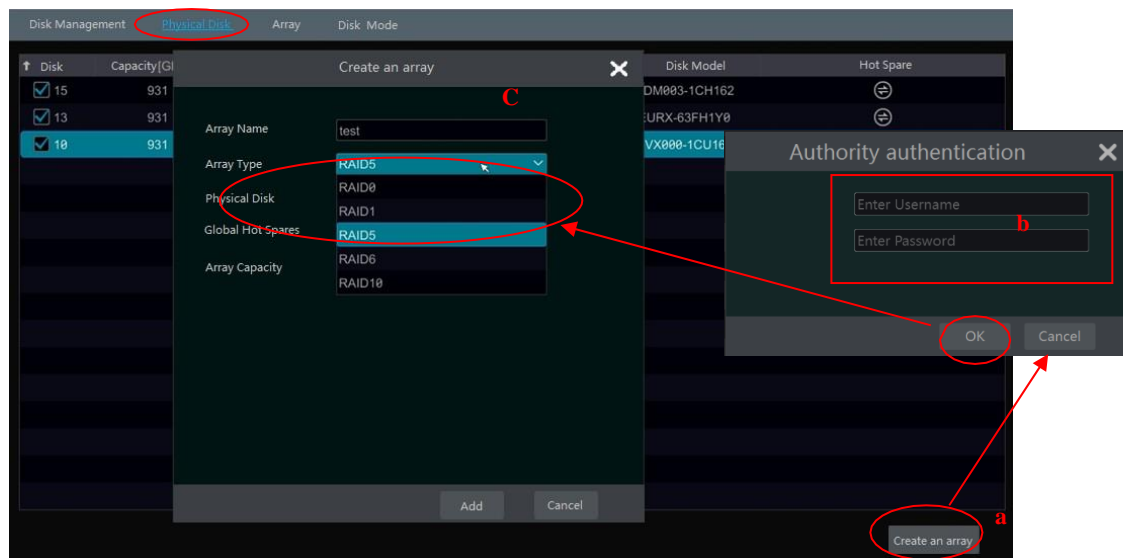 Disk Management Physical Disk Array Disk Mode
Disk Capacity[GB Disk Model Hot Spare
15 931 DM003-1CH162
13 931 EURX-63FH1Y0
10 931 VX000-1CU16
Create an array
C
Array Name test
Array Type RAID5
RAID0
Physical Disk
RAID1
Global Hot Spares
RAID5
RAID6
Array Capacity
RAID10
Add Cancel
Authority authentication
Enter Username
b
Enter Password
OK Cancel
a
Create an array